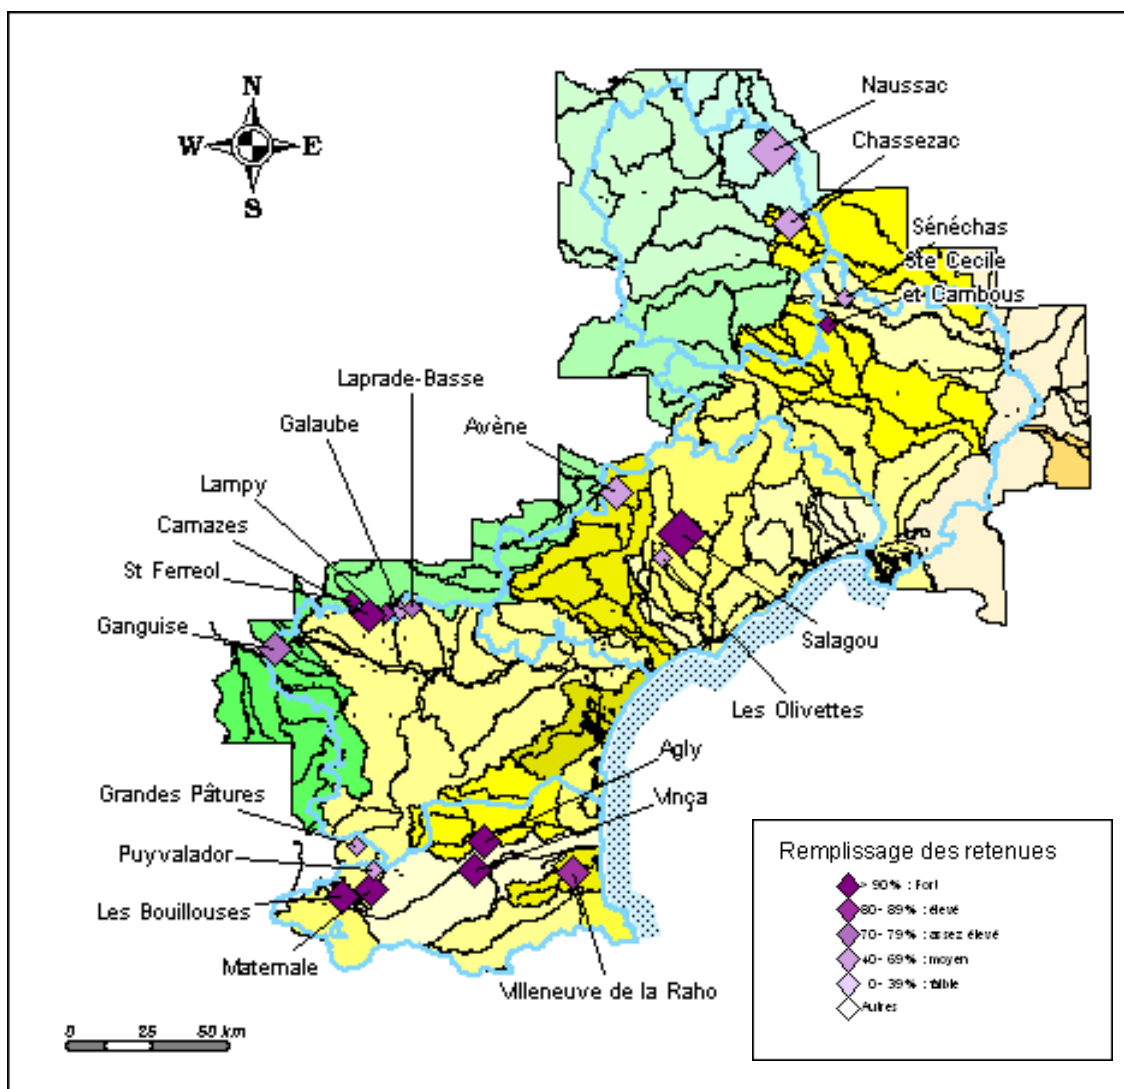 N
W E
S
Naussac
Chassezac
Sénéchas
Ste Cecile
et Cambous
Laprade-Basse
Galaube
Avène
Lampy
Camazes
St Ferreol
Ganguise
Salagou
Les Olivettes
Agly
Vinça
Grandes Pâtures
Puyvalador
Les Bouillouses
Matemale
Villeneuve de la Raho
Remplissage des retenues
> 90% : Fort
80- 89% : élevé
70- 79% : assez élevé
40- 69% : moyen
0- 39% : faible
Autres
0 25 50 km